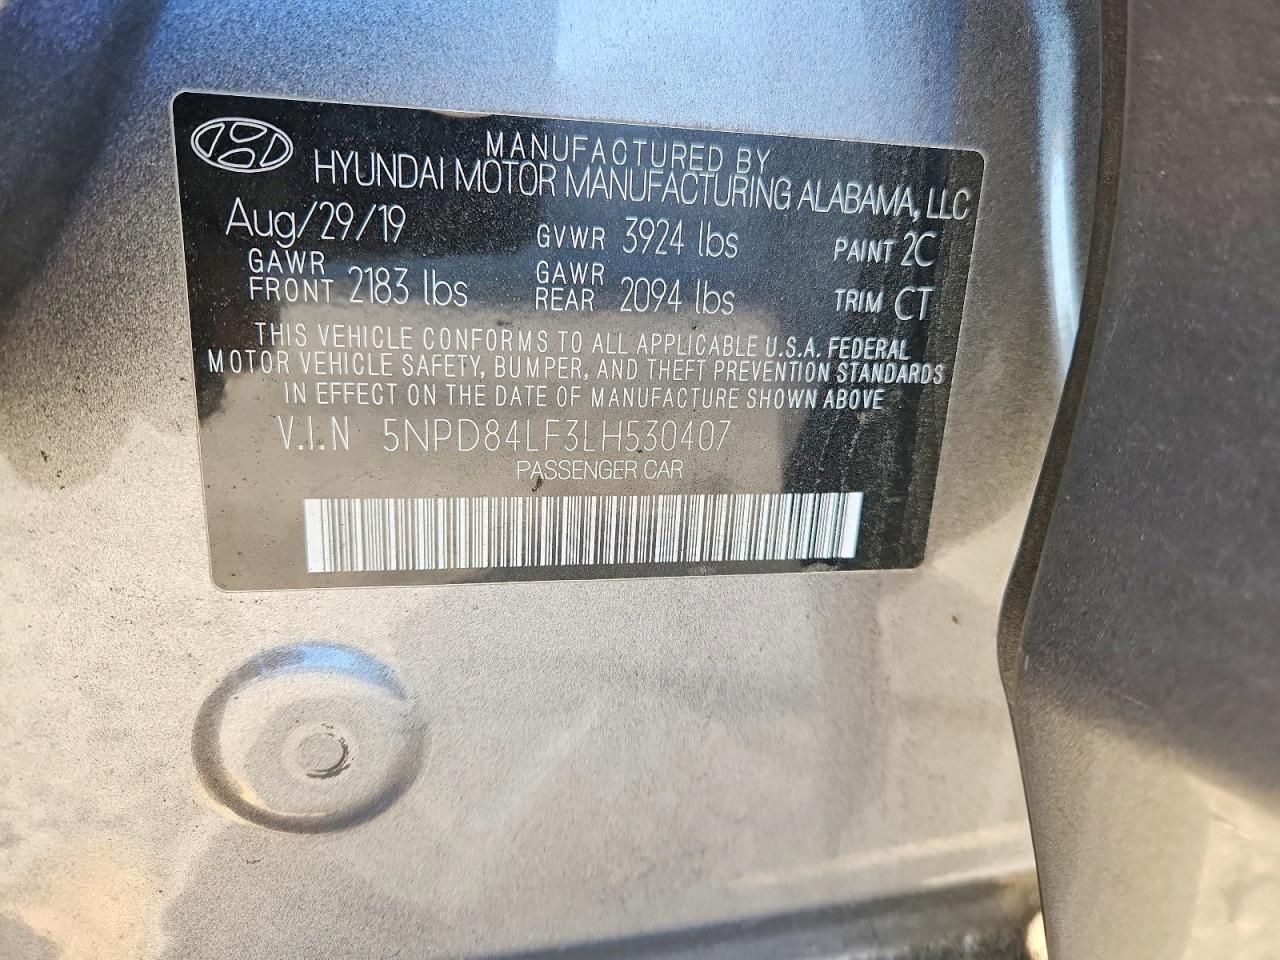 MANUFACTURED BY
HYUNDAI MOTOR MANUFACTURING ALABAMA, LLC
Aug/29/19 GVWR 3924 lbs PAINT 2C
GAWR FRONT 2183 lbs GAWR REAR 2094 lbs TRIM CT
THIS VEHICLE CONFORMS TO ALL APPLICABLE U.S.A. FEDERAL
MOTOR VEHICLE SAFETY, BUMPER, AND THEFT PREVENTION STANDARDS
IN EFFECT ON THE DATE OF MANUFACTURE SHOWN ABOVE
V.I.N 5NPD84LF3LH530407
PASSENGER CAR